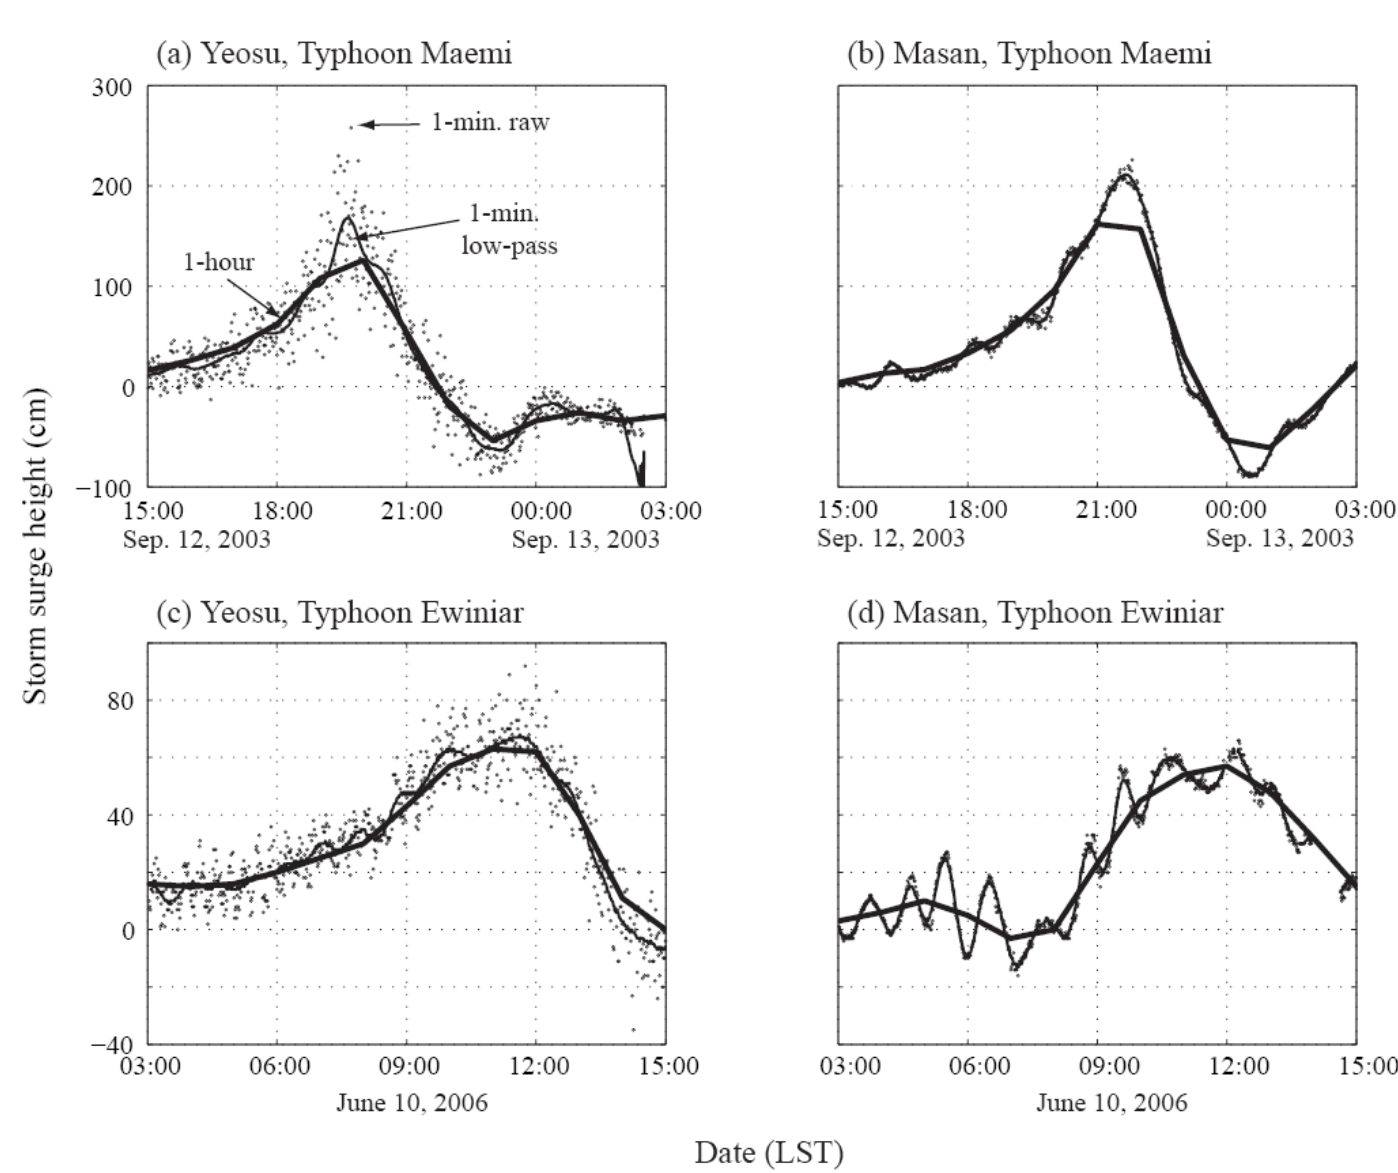 (a) Yeosu, Typhoon Maemi
(b) Masan, Typhoon Maemi
300
200
100
0
−100
1-min. raw
1-min.
low-pass
1-hour
15:00 18:00 21:00 00:00 03:00
Sep. 12, 2003 Sep. 13, 2003
15:00 18:00 21:00 00:00 03:00
Sep. 12, 2003 Sep. 13, 2003
Storm surge height (cm)
(c) Yeosu, Typhoon Ewiniar
(d) Masan, Typhoon Ewiniar
80
40
0
−40
03:00 06:00 09:00 12:00 15:00
June 10, 2006
03:00 06:00 09:00 12:00 15:00
June 10, 2006
Date (LST)